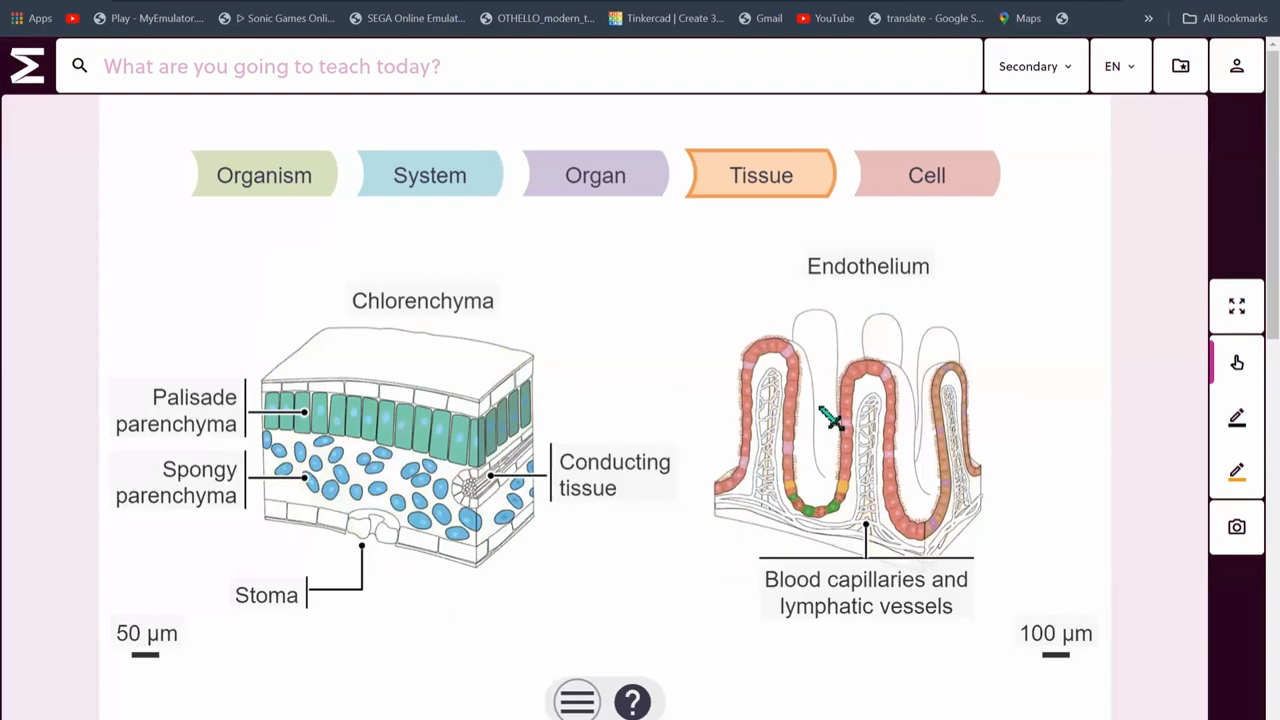 Apps
Play - MyEmulator....
▷ Sonic Games Onli...
SEGA Online Emulat...
OTHELLO_modern_t...
Tinkercad | Create 3...
Gmail
YouTube
translate - Google S...
Maps
»
All Bookmarks
What are you going to teach today?
Secondary
EN
Organism
System
Organ
Tissue
Cell
Endothelium
Chlorenchyma
Palisade
parenchyma
Spongy
parenchyma
Conducting
tissue
Stoma
Blood capillaries and
lymphatic vessels
50 µm
100 µm
?